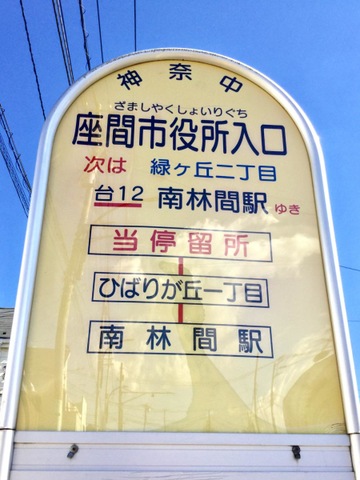 神奈中
ざましやくしょいりぐち
座間市役所入口
次は 緑ヶ丘二丁目
台12 南林間駅ゆき
当停留所
ひばりが丘一丁目
南林間駅